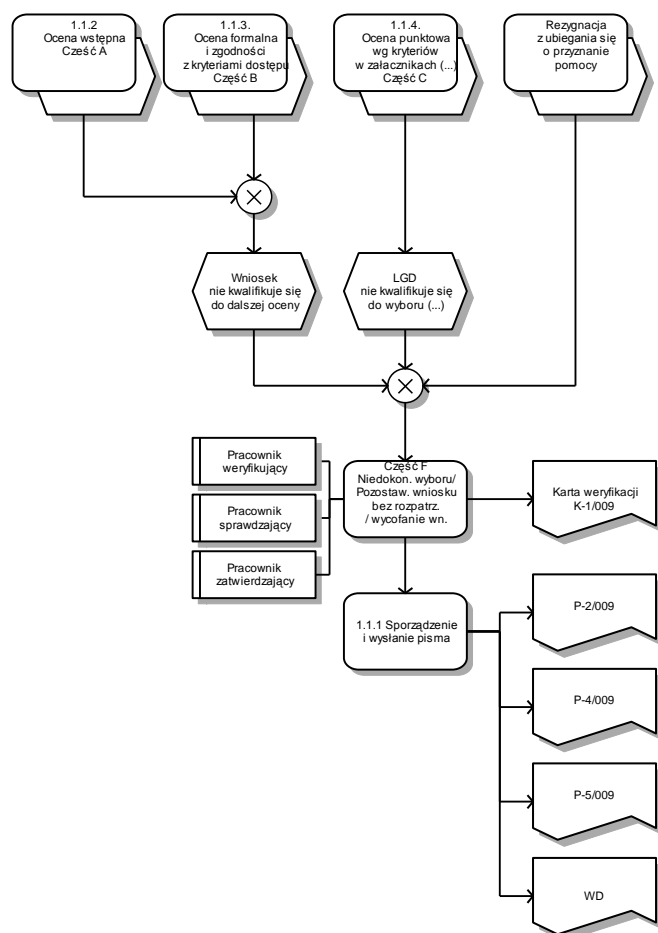 1.1.2
Ocena wstępna
Cześć A
1.1.3.
Ocena formalna
i zgodności
z kryteriami dostępu
Część B
1.1.4.
Ocena punktowa
wg kryteriów
w załacznikach (...)
Część C
Rezygnacja
z ubiegania się
o przyznanie
pomocy
Wniosek
nie kwalifikuje się
do dalszej oceny
LGD
nie kwalifikuje się
do wyboru (...)
Pracownik
weryfikujący
Pracownik
sprawdzający
Pracownik
zatwierdzający
Część F
Niedokon. wyboru/
Pozostaw. wniosku
bez rozpatrz.
/ wycofanie wn.
Karta weryfikacji
K-1/009
1.1.1 Sporządzenie
i wysłanie pisma
P-2/009
P-4/009
P-5/009
WD